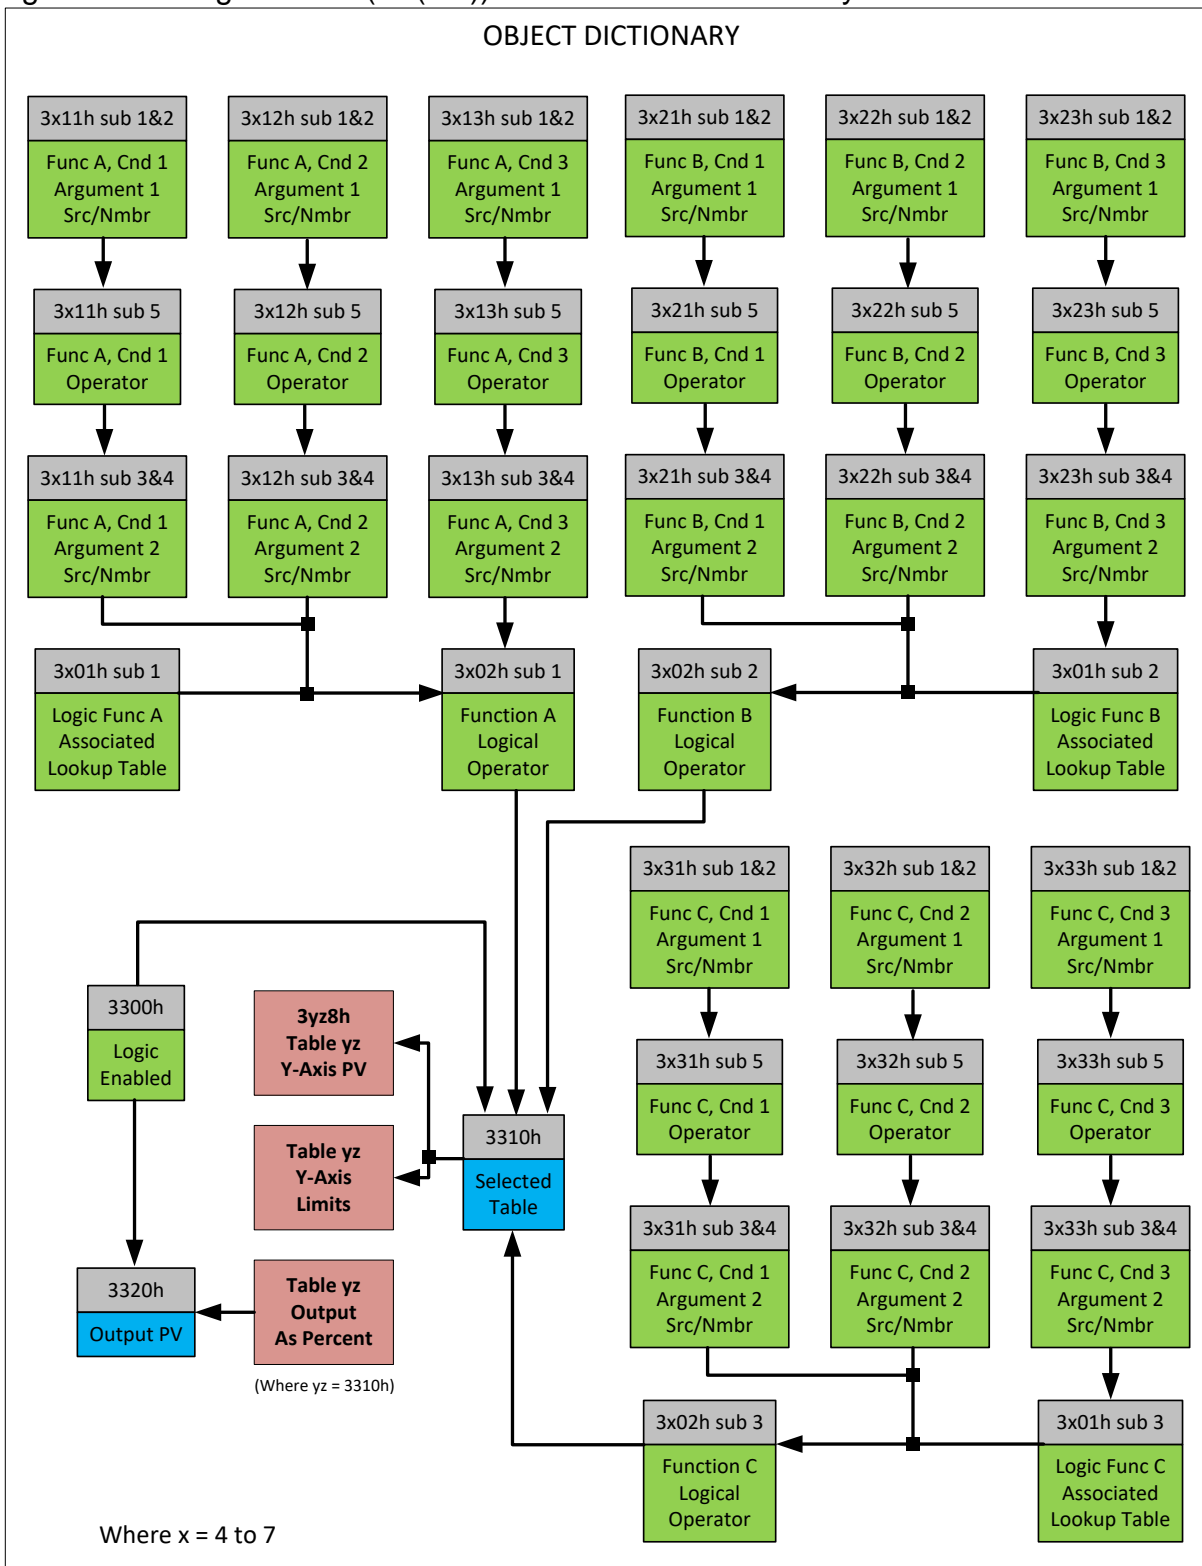 OBJECT DICTIONARY
3x11h sub 1&2
Func A, Cnd 1
Argument 1
Src/Nmbr
3x12h sub 1&2
Func A, Cnd 2
Argument 1
Src/Nmbr
3x13h sub 1&2
Func A, Cnd 3
Argument 1
Src/Nmbr
3x21h sub 1&2
Func B, Cnd 1
Argument 1
Src/Nmbr
3x22h sub 1&2
Func B, Cnd 2
Argument 1
Src/Nmbr
3x23h sub 1&2
Func B, Cnd 3
Argument 1
Src/Nmbr
3x11h sub 5
Func A, Cnd 1
Operator
3x12h sub 5
Func A, Cnd 2
Operator
3x13h sub 5
Func A, Cnd 3
Operator
3x21h sub 5
Func B, Cnd 1
Operator
3x22h sub 5
Func B, Cnd 2
Operator
3x23h sub 5
Func B, Cnd 3
Operator
3x11h sub 3&4
Func A, Cnd 1
Argument 2
Src/Nmbr
3x12h sub 3&4
Func A, Cnd 2
Argument 2
Src/Nmbr
3x13h sub 3&4
Func A, Cnd 3
Argument 2
Src/Nmbr
3x21h sub 3&4
Func B, Cnd 1
Argument 2
Src/Nmbr
3x22h sub 3&4
Func B, Cnd 2
Argument 2
Src/Nmbr
3x23h sub 3&4
Func B, Cnd 3
Argument 2
Src/Nmbr
3x01h sub 1
Logic Func A
Associated
Lookup Table
3x02h sub 1
Function A
Logical
Operator
3x02h sub 2
Function B
Logical
Operator
3x01h sub 2
Logic Func B
Associated
Lookup Table
3x31h sub 1&2
Func C, Cnd 1
Argument 1
Src/Nmbr
3x32h sub 1&2
Func C, Cnd 2
Argument 1
Src/Nmbr
3x33h sub 1&2
Func C, Cnd 3
Argument 1
Src/Nmbr
3300h
Logic
Enabled
3yz8h
Table yz
Y-Axis PV
3x31h sub 5
Func C, Cnd 1
Operator
3x32h sub 5
Func C, Cnd 2
Operator
3x33h sub 5
Func C, Cnd 3
Operator
Table yz
Y-Axis
Limits
3310h
Selected
Table
3x31h sub 3&4
Func C, Cnd 1
Argument 2
Src/Nmbr
3x32h sub 3&4
Func C, Cnd 2
Argument 2
Src/Nmbr
3x33h sub 3&4
Func C, Cnd 3
Argument 2
Src/Nmbr
3320h
Output PV
Table yz
Output
As Percent
(Where yz = 3310h)
3x02h sub 3
Function C
Logical
Operator
3x01h sub 3
Logic Func C
Associated
Lookup Table
Where x = 4 to 7